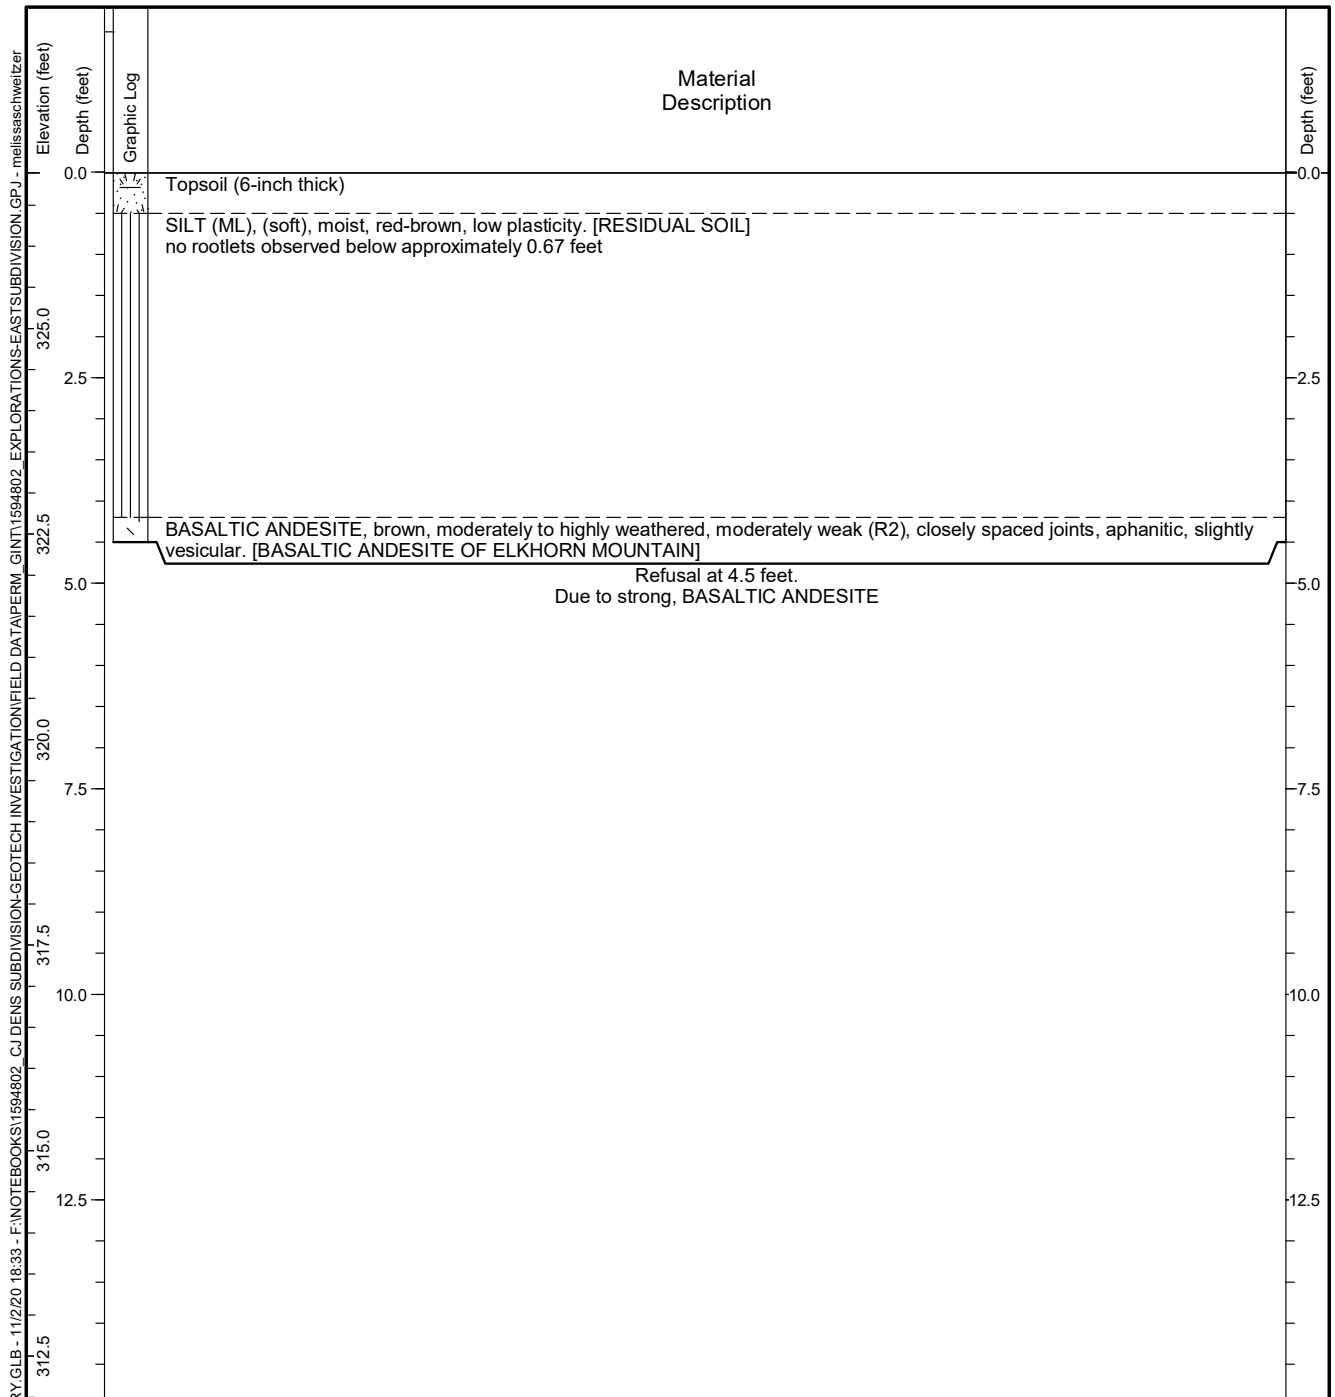 Elevation (feet)
Depth (feet)
Graphic Log
Material
Description
Depth (feet)
0.0
Topsoil (6-inch thick)
0.0
SILT (ML), (soft), moist, red-brown, low plasticity. [RESIDUAL SOIL]
no rootlets observed below approximately 0.67 feet
325.0
2.5
2.5
322.5
BASALTIC ANDESITE, brown, moderately to highly weathered, moderately weak (R2), closely spaced joints, aphanitic, slightly
vesicular. [BASALTIC ANDESITE OF ELKHORN MOUNTAIN]
Refusal at 4.5 feet.
5.0
5.0
Due to strong, BASALTIC ANDESITE
320.0
7.5
7.5
317.5
10.0
10.0
315.0
12.5
12.5
312.5
RY.GLB - 11/2/20 18:33 - F:\NOTEBOOKS\1594802_CJ DENS SUBDIVISION-GEOTECH INVESTIGATION\FIELD DATA\PERM_GINT\1594802_EXPLORATIONS-EASTSUBDIVISION.GPJ - melissaschweitzer